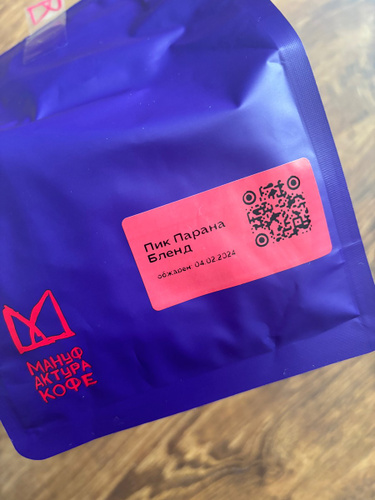 Пик Парана
Бленд
обжарен: 04.02.2024
МАНУФ
АКТУРА
КОФЕ